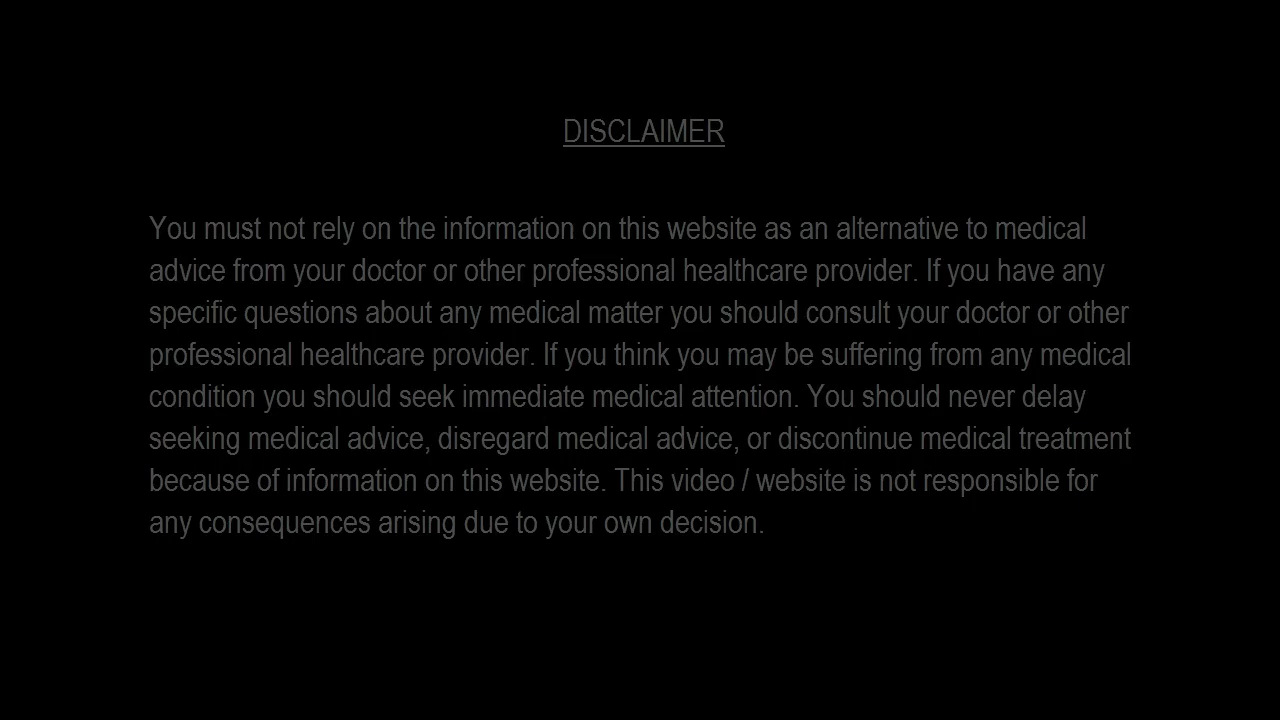 DISCLAIMER
You must not rely on the information on this website as an alternative to medical
advice from your doctor or other professional healthcare provider. If you have any
specific questions about any medical matter you should consult your doctor or other
professional healthcare provider. If you think you may be suffering from any medical
condition you should seek immediate medical attention. You should never delay
seeking medical advice, disregard medical advice, or discontinue medical treatment
because of information on this website. This video / website is not responsible for
any consequences arising due to your own decision.